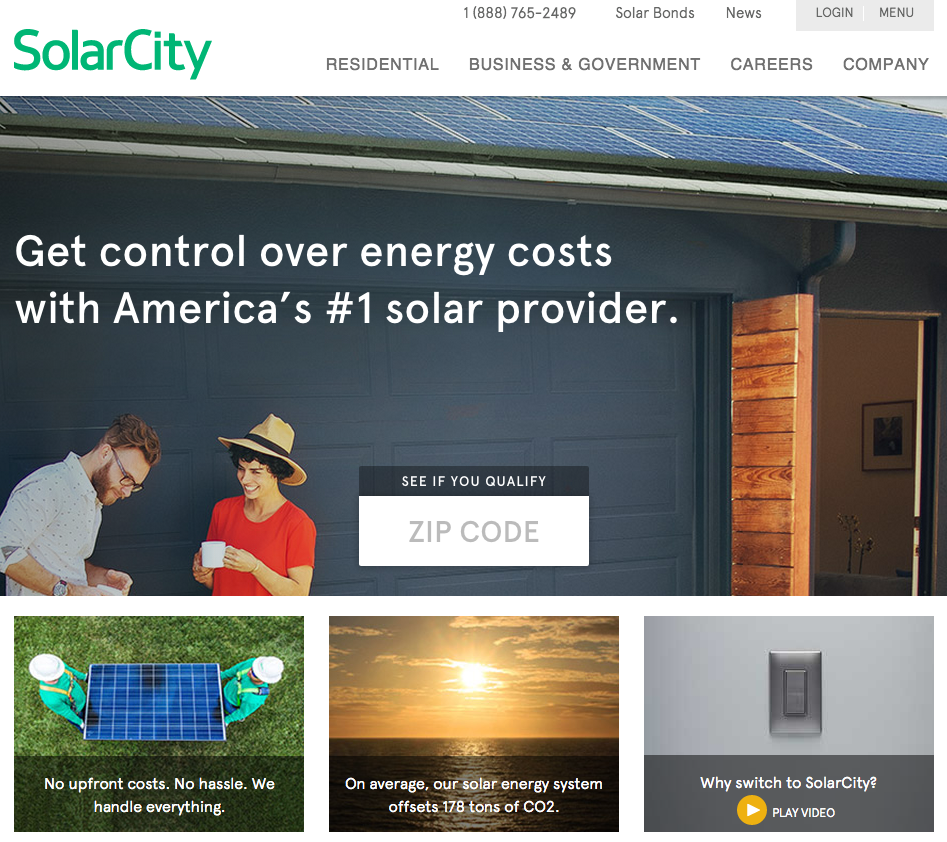 1 (888) 765-2489 Solar Bonds News LOGIN MENU
SolarCity
RESIDENTIAL BUSINESS & GOVERNMENT CAREERS COMPANY
Get control over energy costs
with America’s #1 solar provider.
SEE IF YOU QUALIFY
ZIP CODE
No upfront costs. No hassle. We
handle everything.
On average, our solar energy system
offsets 178 tons of CO2.
Why switch to SolarCity?
PLAY VIDEO